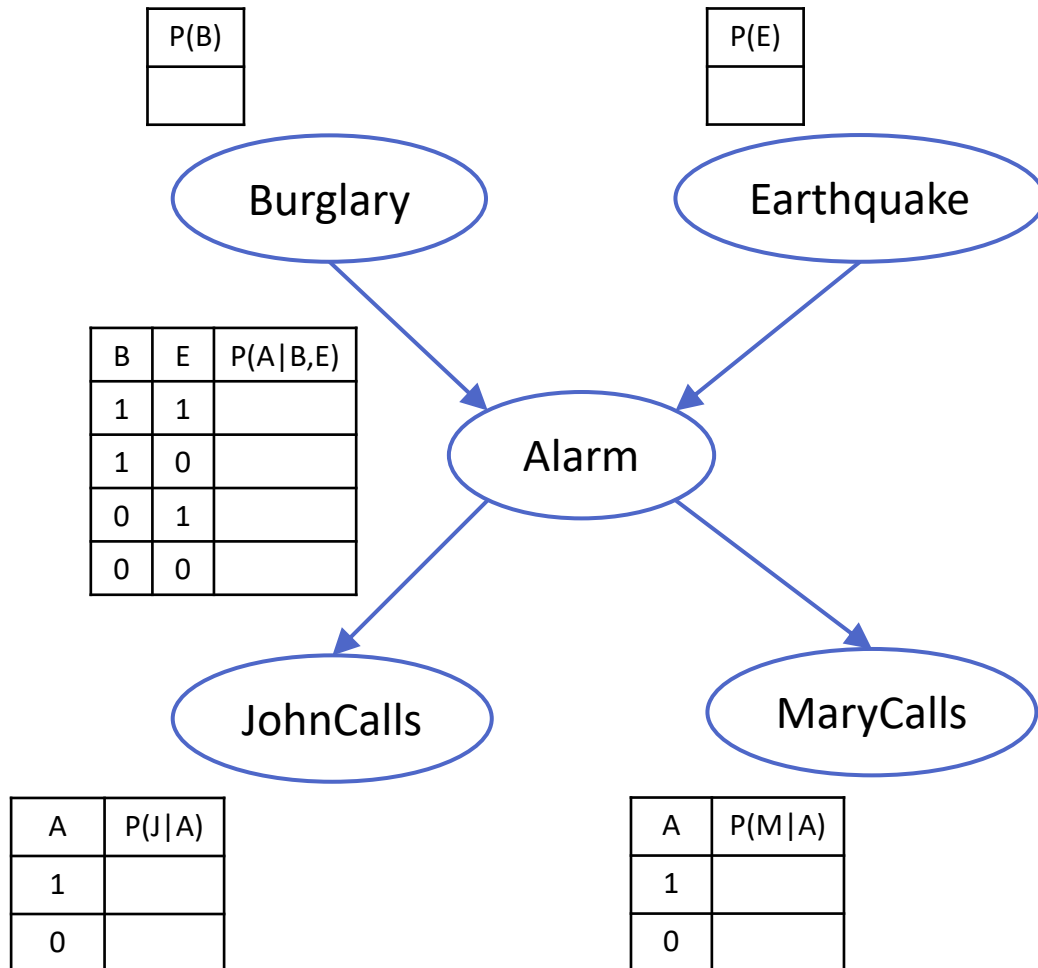 P(B)
P(E)
Burglary
Earthquake
B E P(A|B,E)
1 1
1 0
0 1
0 0
Alarm
JohnCalls
MaryCalls
A P(J|A)
1
0
A P(M|A)
1
0